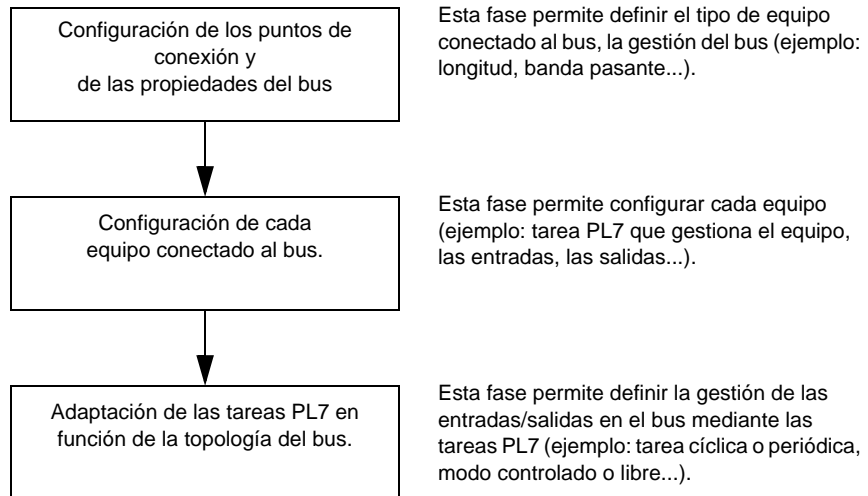 Configuración de los puntos de
conexión y
de las propiedades del bus
Esta fase permite definir el tipo de equipo
conectado al bus, la gestión del bus (ejemplo:
longitud, banda pasante...).
Configuración de cada
equipo conectado al bus.
Esta fase permite configurar cada equipo
(ejemplo: tarea PL7 que gestiona el equipo,
las entradas, las salidas...).
Adaptación de las tareas PL7 en
función de la topología del bus.
Esta fase permite definir la gestión de las
entradas/salidas en el bus mediante las
tareas PL7 (ejemplo: tarea cíclica o periódica,
modo controlado o libre...).